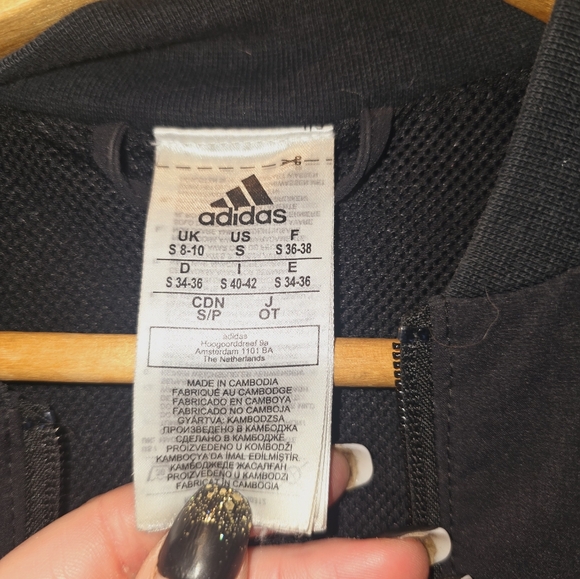 adidas
UK US F
S 8-10 S S 36-38
D I E
S 34-36 S 40-42 S 34-36
CDN J
S/P OT
adidas
Hoogoorddreef 9a
Amsterdam 1101 BA
The Netherlands
MADE IN CAMBODIA
FABRIQUÉ AU CAMBODGE
FABRICADO EN CAMBOYA
FABRICADO NO CAMBOJA
GYÁRTVA: KAMBODZSA
ПРОИЗВЕДЕНО В КАМБОДЖА
СДЕЛАНО В КАМБОДЖЕ
PROIZVEDENO U KOMBODŽI
KAMBOÇYA DA İMAL EDİLMİŞTİR
КАМБОДЖЕДЕ ЖАСАЛҒАН
PROIZVEDENO U KAMBODŽI
FABRICAT ÎN CAMBOGIA